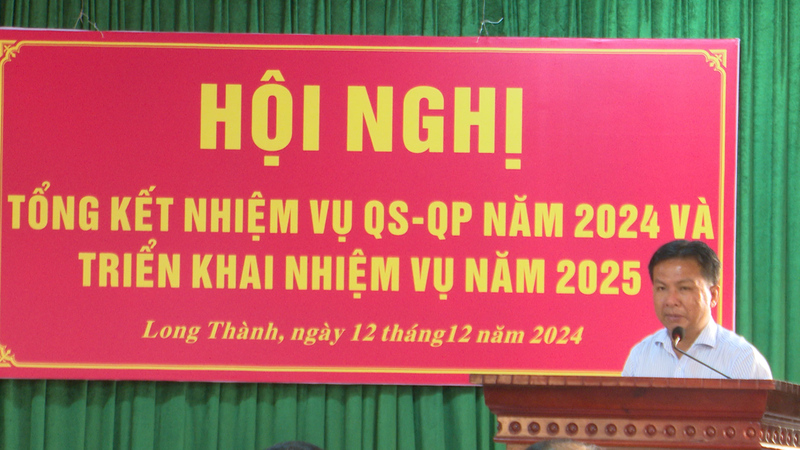 HỘI NGHỊ
TỔNG KẾT NHIỆM VỤ QS-QP NĂM 2024 VÀ
TRIỂN KHAI NHIỆM VỤ NĂM 2025
Long Thành, ngày 12 tháng12 năm 2024